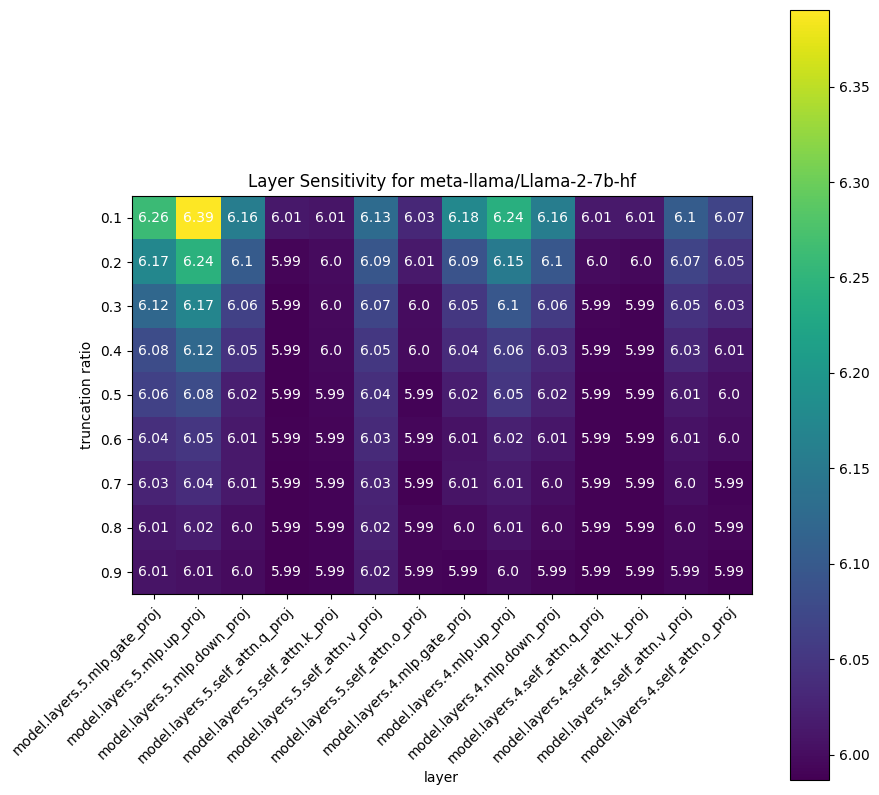 Layer Sensitivity for meta-llama/Llama-2-7b-hf
truncation ratio
0.1 6.26 6.39 6.16 6.01 6.01 6.13 6.03 6.18 6.24 6.16 6.01 6.01 6.1 6.07
0.2 6.17 6.24 6.1 5.99 6.0 6.09 6.01 6.09 6.15 6.1 6.0 6.0 6.07 6.05
0.3 6.12 6.17 6.06 5.99 6.0 6.07 6.0 6.05 6.1 6.06 5.99 5.99 6.05 6.03
0.4 6.08 6.12 6.05 5.99 6.0 6.05 6.0 6.04 6.06 6.03 5.99 5.99 6.03 6.01
0.5 6.06 6.08 6.02 5.99 5.99 6.04 5.99 6.02 6.05 6.02 5.99 5.99 6.01 6.0
0.6 6.04 6.05 6.01 5.99 5.99 6.03 5.99 6.01 6.02 6.01 5.99 5.99 6.01 6.0
0.7 6.03 6.04 6.01 5.99 5.99 6.03 5.99 6.01 6.01 6.0 5.99 5.99 6.0 5.99
0.8 6.01 6.02 6.0 5.99 5.99 6.02 5.99 6.0 6.01 6.0 5.99 5.99 6.0 5.99
0.9 6.01 6.01 6.0 5.99 5.99 6.02 5.99 5.99 6.0 5.99 5.99 5.99 5.99 5.99
model.layers.5.mlp.gate_proj
model.layers.5.mlp.up_proj
model.layers.5.mlp.down_proj
model.layers.5.self_attn.q_proj
model.layers.5.self_attn.k_proj
model.layers.5.self_attn.v_proj
model.layers.5.self_attn.o_proj
model.layers.4.mlp.gate_proj
model.layers.4.mlp.up_proj
model.layers.4.mlp.down_proj
model.layers.4.self_attn.q_proj
model.layers.4.self_attn.k_proj
model.layers.4.self_attn.v_proj
model.layers.4.self_attn.o_proj
layer
6.35
6.30
6.25
6.20
6.15
6.10
6.05
6.00